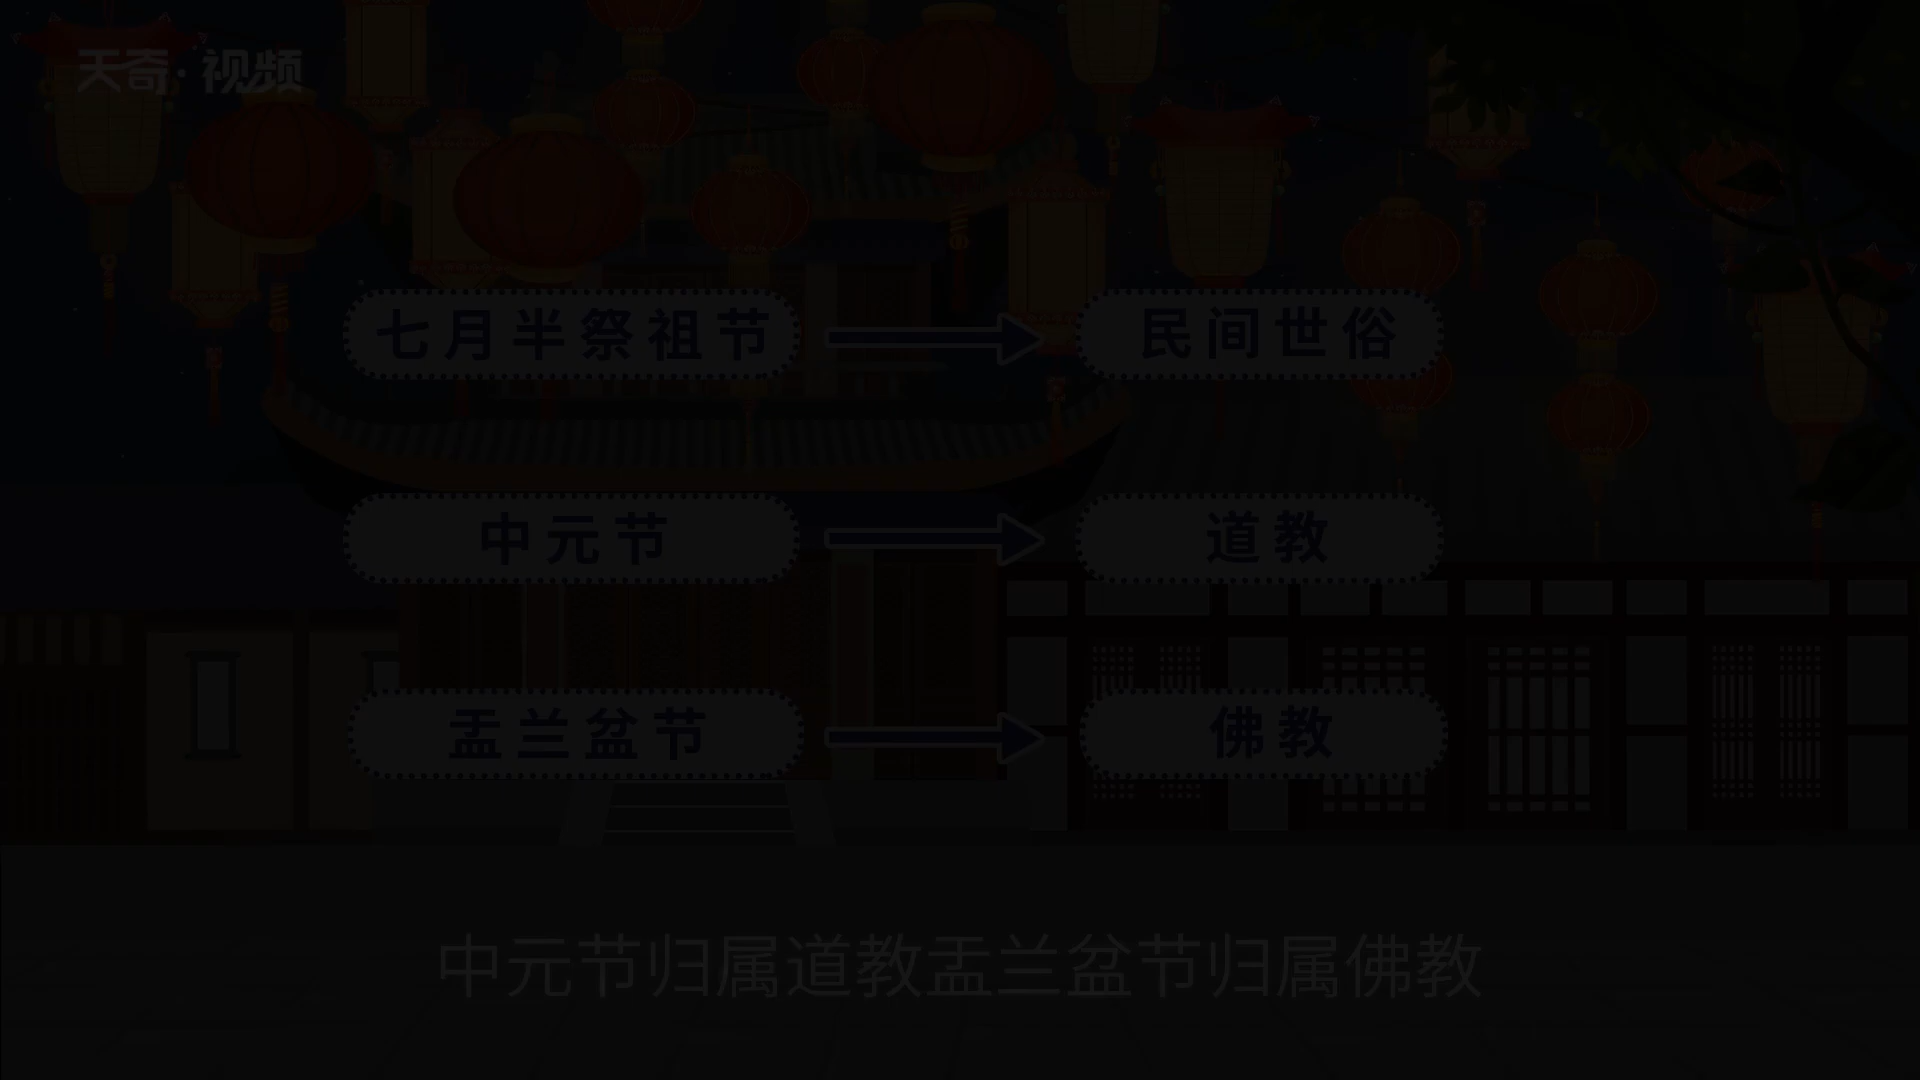 天奇·视频
七月半祭祖节 民间世俗
中元节 道教
盂兰盆节 佛教
中元节归属道教盂兰盆节归属佛教